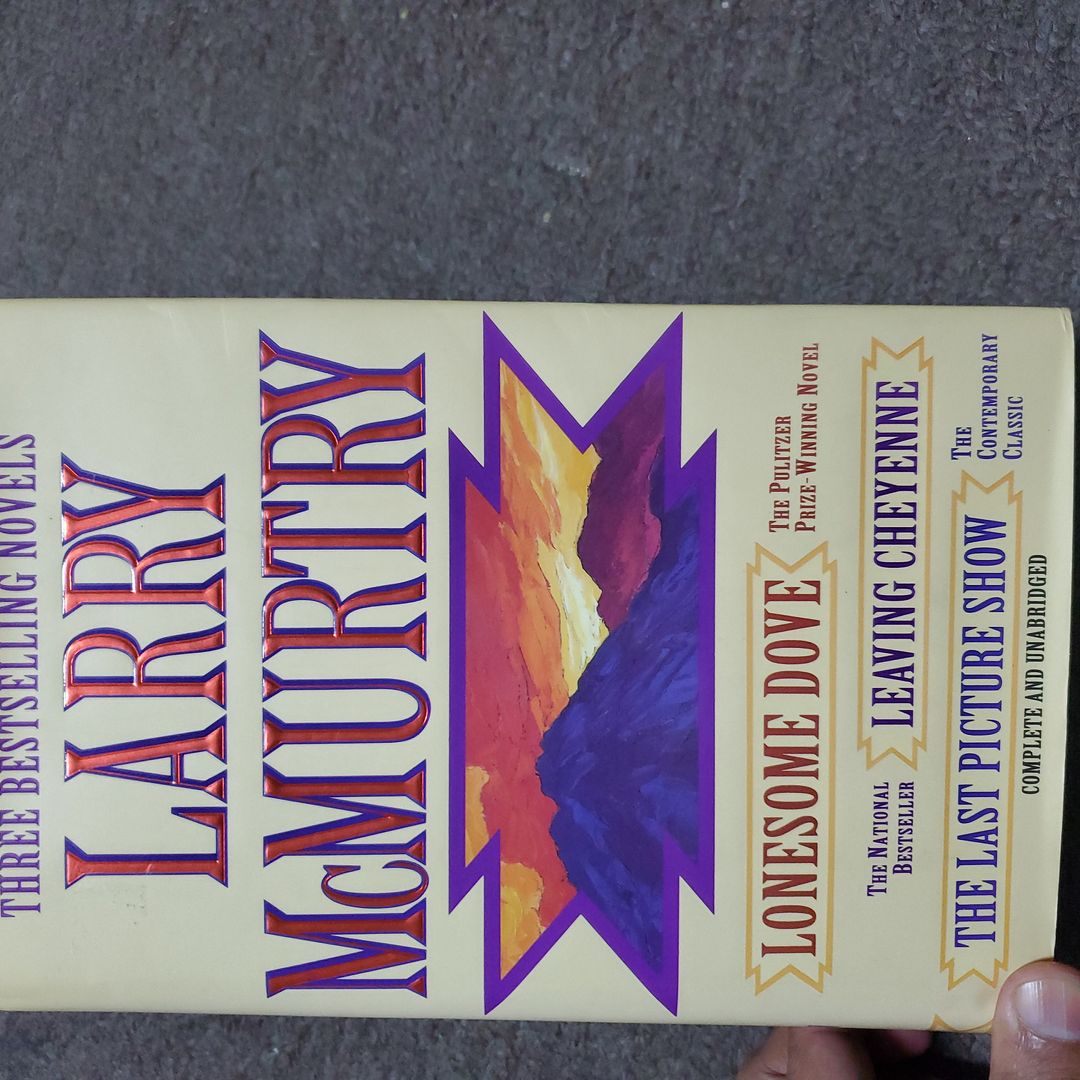 THREE BESTSELLING NOVELS
LARRY
MCMURTRY
THE PULITZER
PRIZE-WINNING NOVEL
LONESOME DOVE
THE NATIONAL
BESTSELLER
LEAVING CHEYENNE
THE
CONTEMPORARY
CLASSIC
THE LAST PICTURE SHOW
COMPLETE AND UNABRIDGED